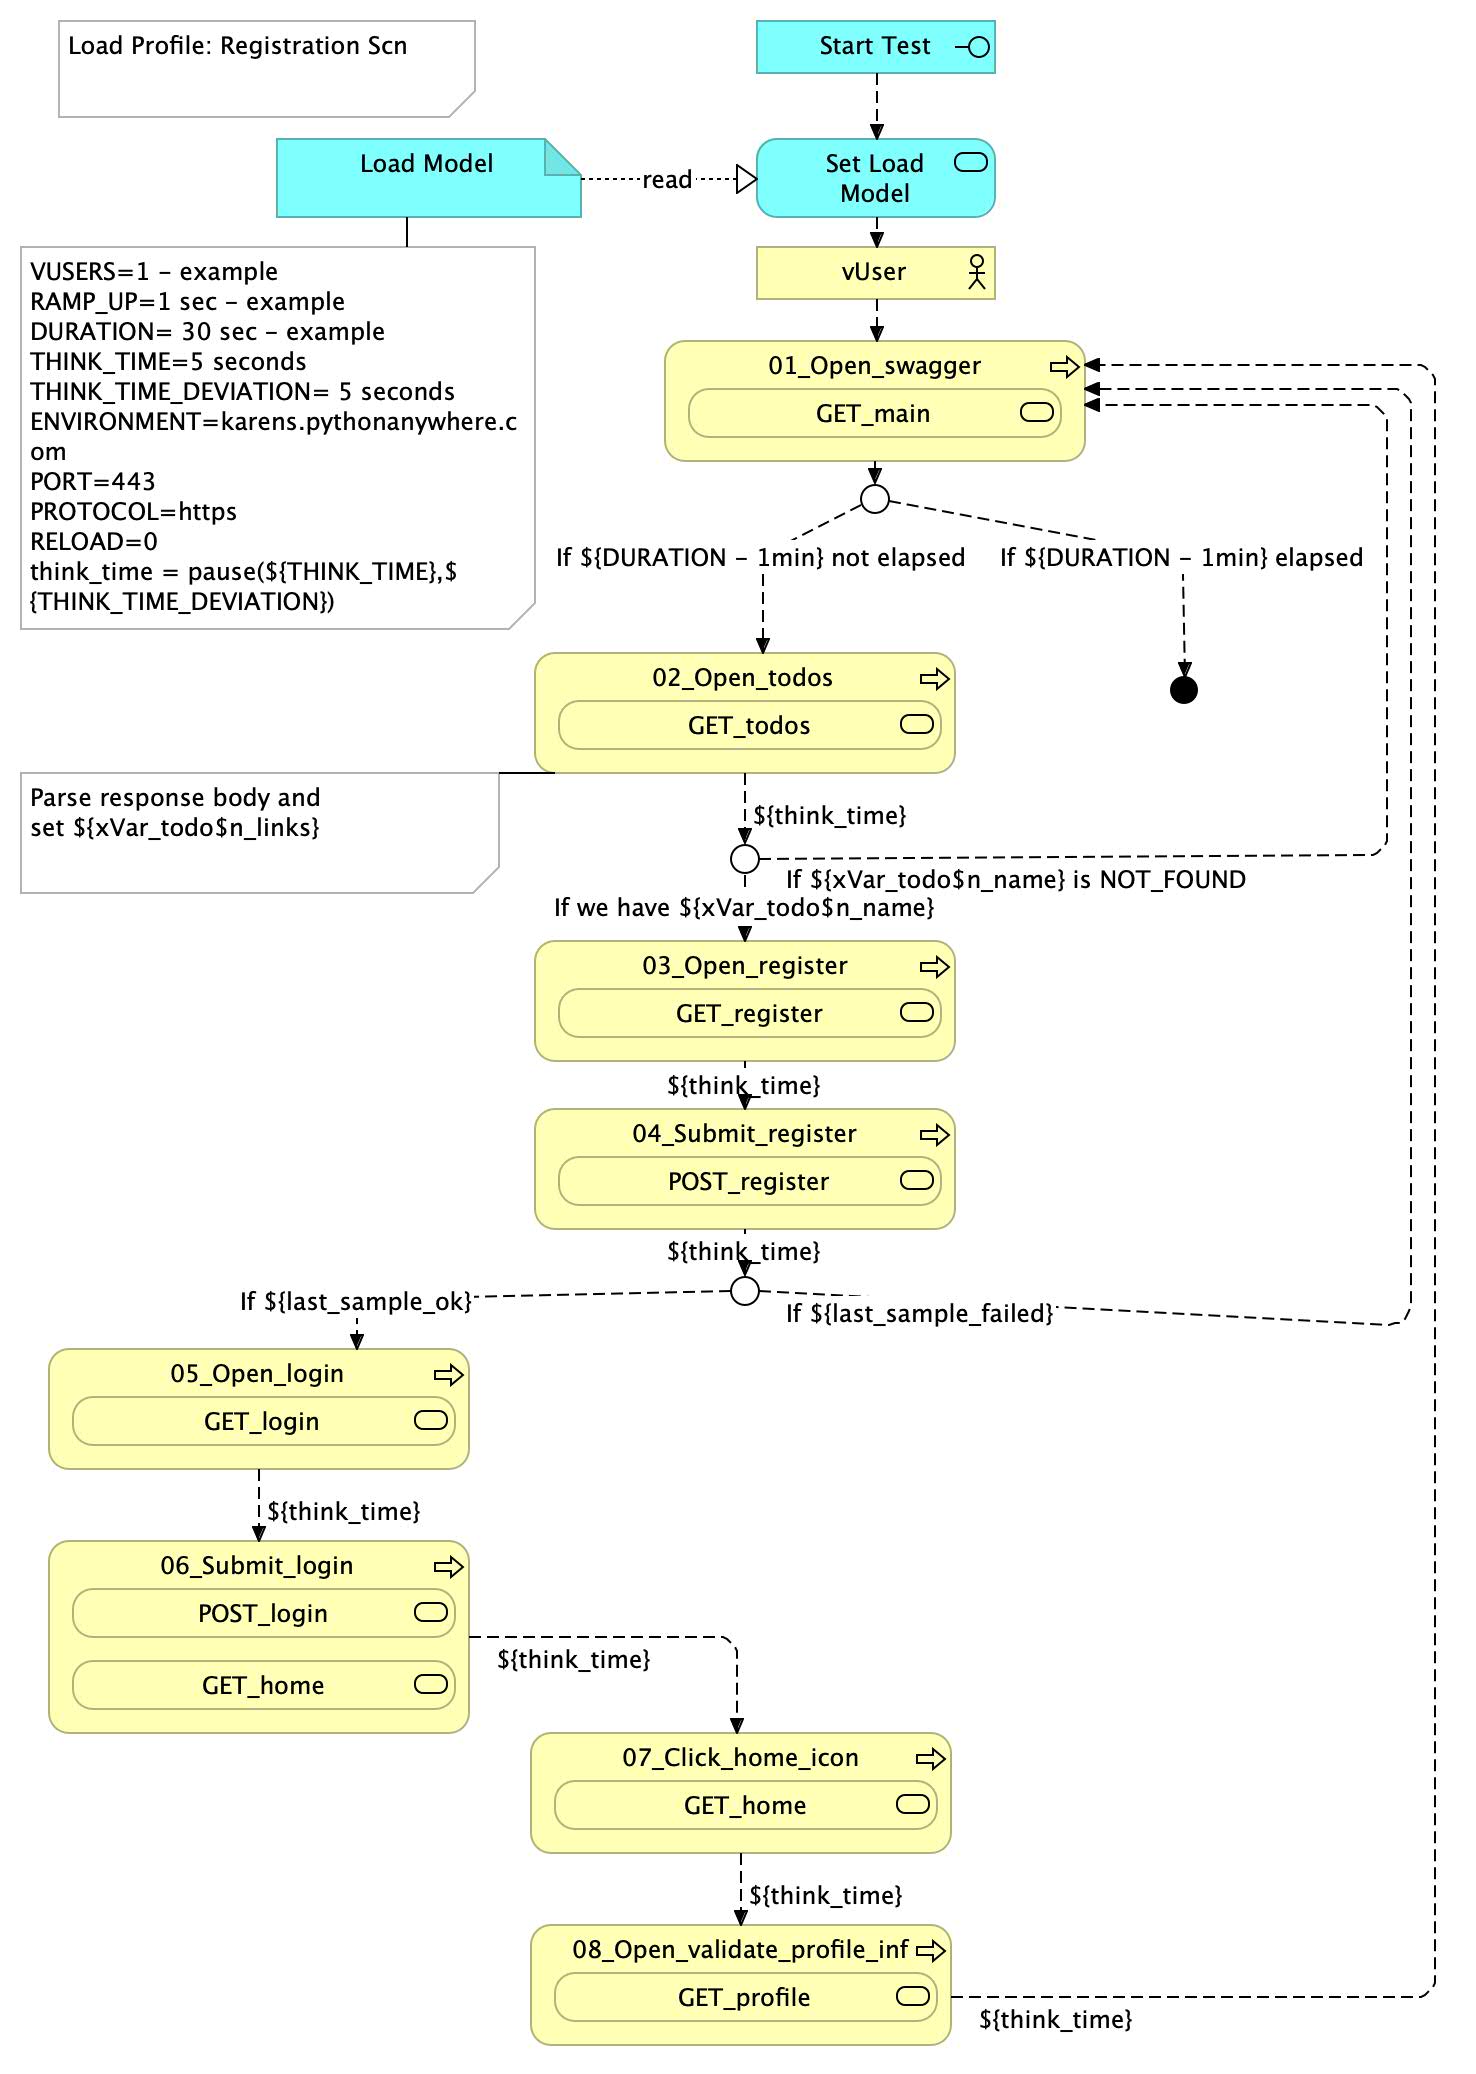 Load Profile: Registration Scn
Start Test
Load Model
read
Set Load
Model
VUSERS=1 – example
RAMP_UP=1 sec – example
DURATION= 30 sec – example
THINK_TIME=5 seconds
THINK_TIME_DEVIATION= 5 seconds
ENVIRONMENT=karens.pythonanywhere.c
om
PORT=443
PROTOCOL=https
RELOAD=0
think_time = pause(${THINK_TIME},$
{THINK_TIME_DEVIATION})
vUser
01_Open_swagger
GET_main
If ${DURATION – 1min} not elapsed
If ${DURATION – 1min} elapsed
02_Open_todos
GET_todos
Parse response body and
set ${xVar_todo$n_links}
${think_time}
If ${xVar_todo$n_name} is NOT_FOUND
If we have ${xVar_todo$n_name}
03_Open_register
GET_register
${think_time}
04_Submit_register
POST_register
${think_time}
If ${last_sample_ok}
If ${last_sample_failed}
05_Open_login
GET_login
${think_time}
06_Submit_login
POST_login
GET_home
${think_time}
07_Click_home_icon
GET_home
${think_time}
08_Open_validate_profile_inf
GET_profile
${think_time}